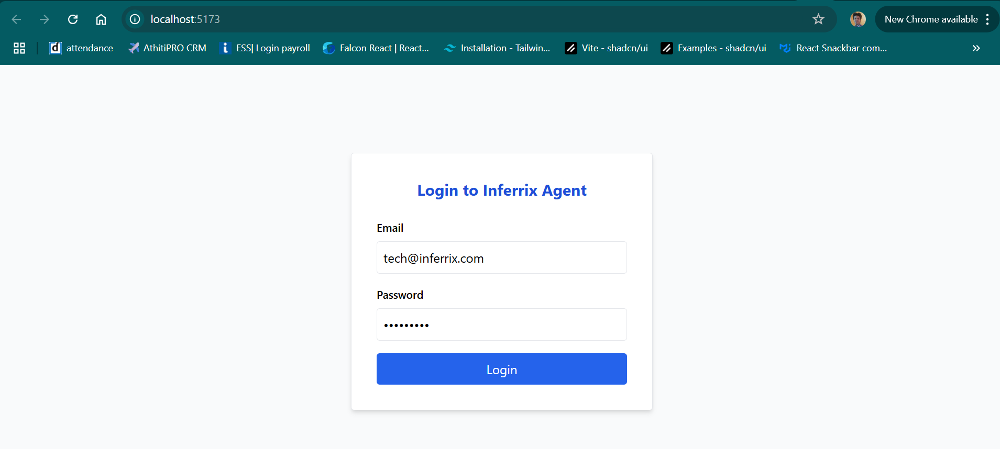 localhost:5173
New Chrome available
attendance
AthitiPRO CRM
ESS| Login payroll
Falcon React | React...
Installation - Tailwin...
Vite - shadcn/ui
Examples - shadcn/ui
React Snackbar com...
Login to Inferrix Agent
Email
tech@inferrix.com
Password
•••••••••
Login